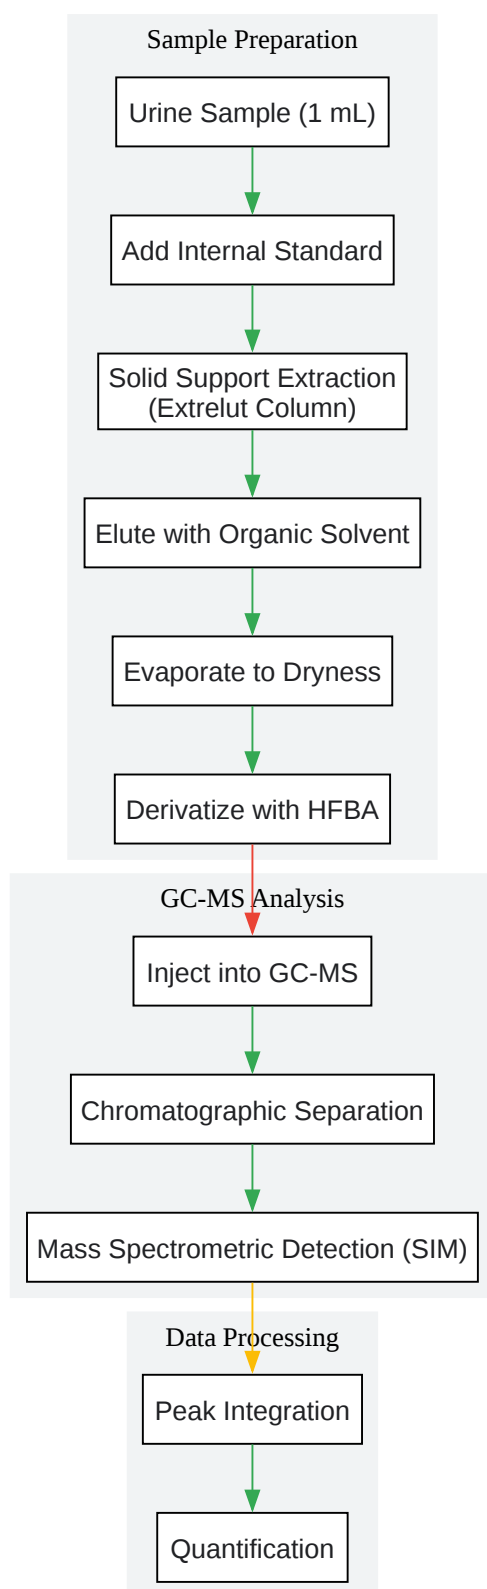 Sample Preparation
Urine Sample (1 mL)
Add Internal Standard
Solid Support Extraction
(Extrelut Column)
Elute with Organic Solvent
Evaporate to Dryness
Derivatize with HFBA
GC-MS Analysis
Inject into GC-MS
Chromatographic Separation
Mass Spectrometric Detection (SIM)
Data Processing
Peak Integration
Quantification